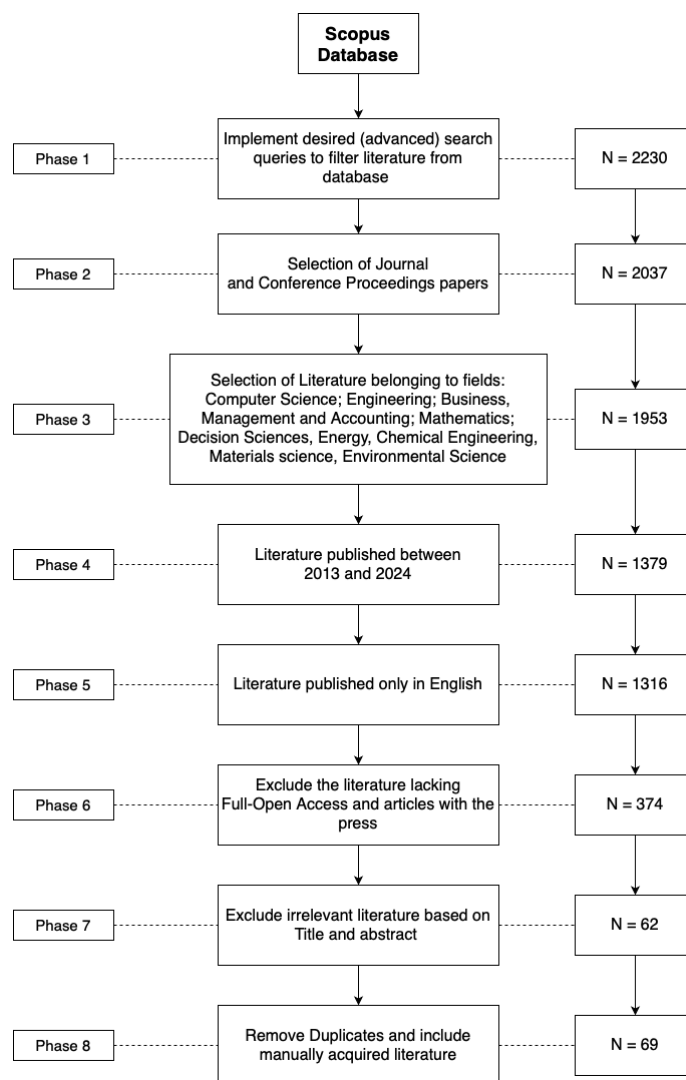 Scopus
Database
Phase 1
Implement desired (advanced) search
queries to filter literature from
database
N = 2230
Phase 2
Selection of Journal
and Conference Proceedings papers
N = 2037
Phase 3
Selection of Literature belonging to fields:
Computer Science; Engineering; Business,
Management and Accounting; Mathematics;
Decision Sciences, Energy, Chemical Engineering,
Materials science, Environmental Science
N = 1953
Phase 4
Literature published between
2013 and 2024
N = 1379
Phase 5
Literature published only in English
N = 1316
Phase 6
Exclude the literature lacking
Full-Open Access and articles with the
press
N = 374
Phase 7
Exclude irrelevant literature based on
Title and abstract
N = 62
Phase 8
Remove Duplicates and include
manually acquired literature
N = 69